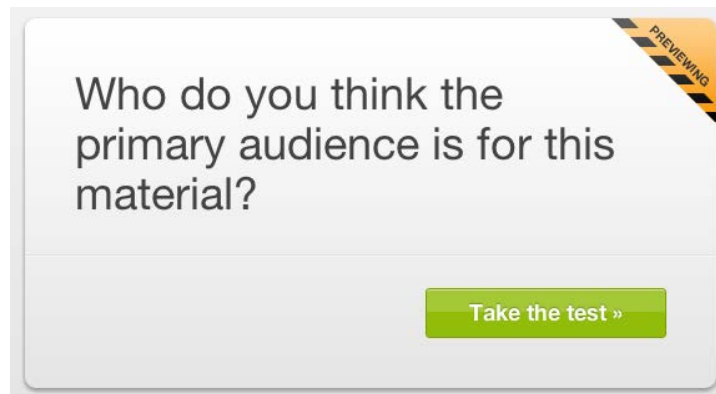 PREVIEWING
Who do you think the
primary audience is for this
material?
Take the test »